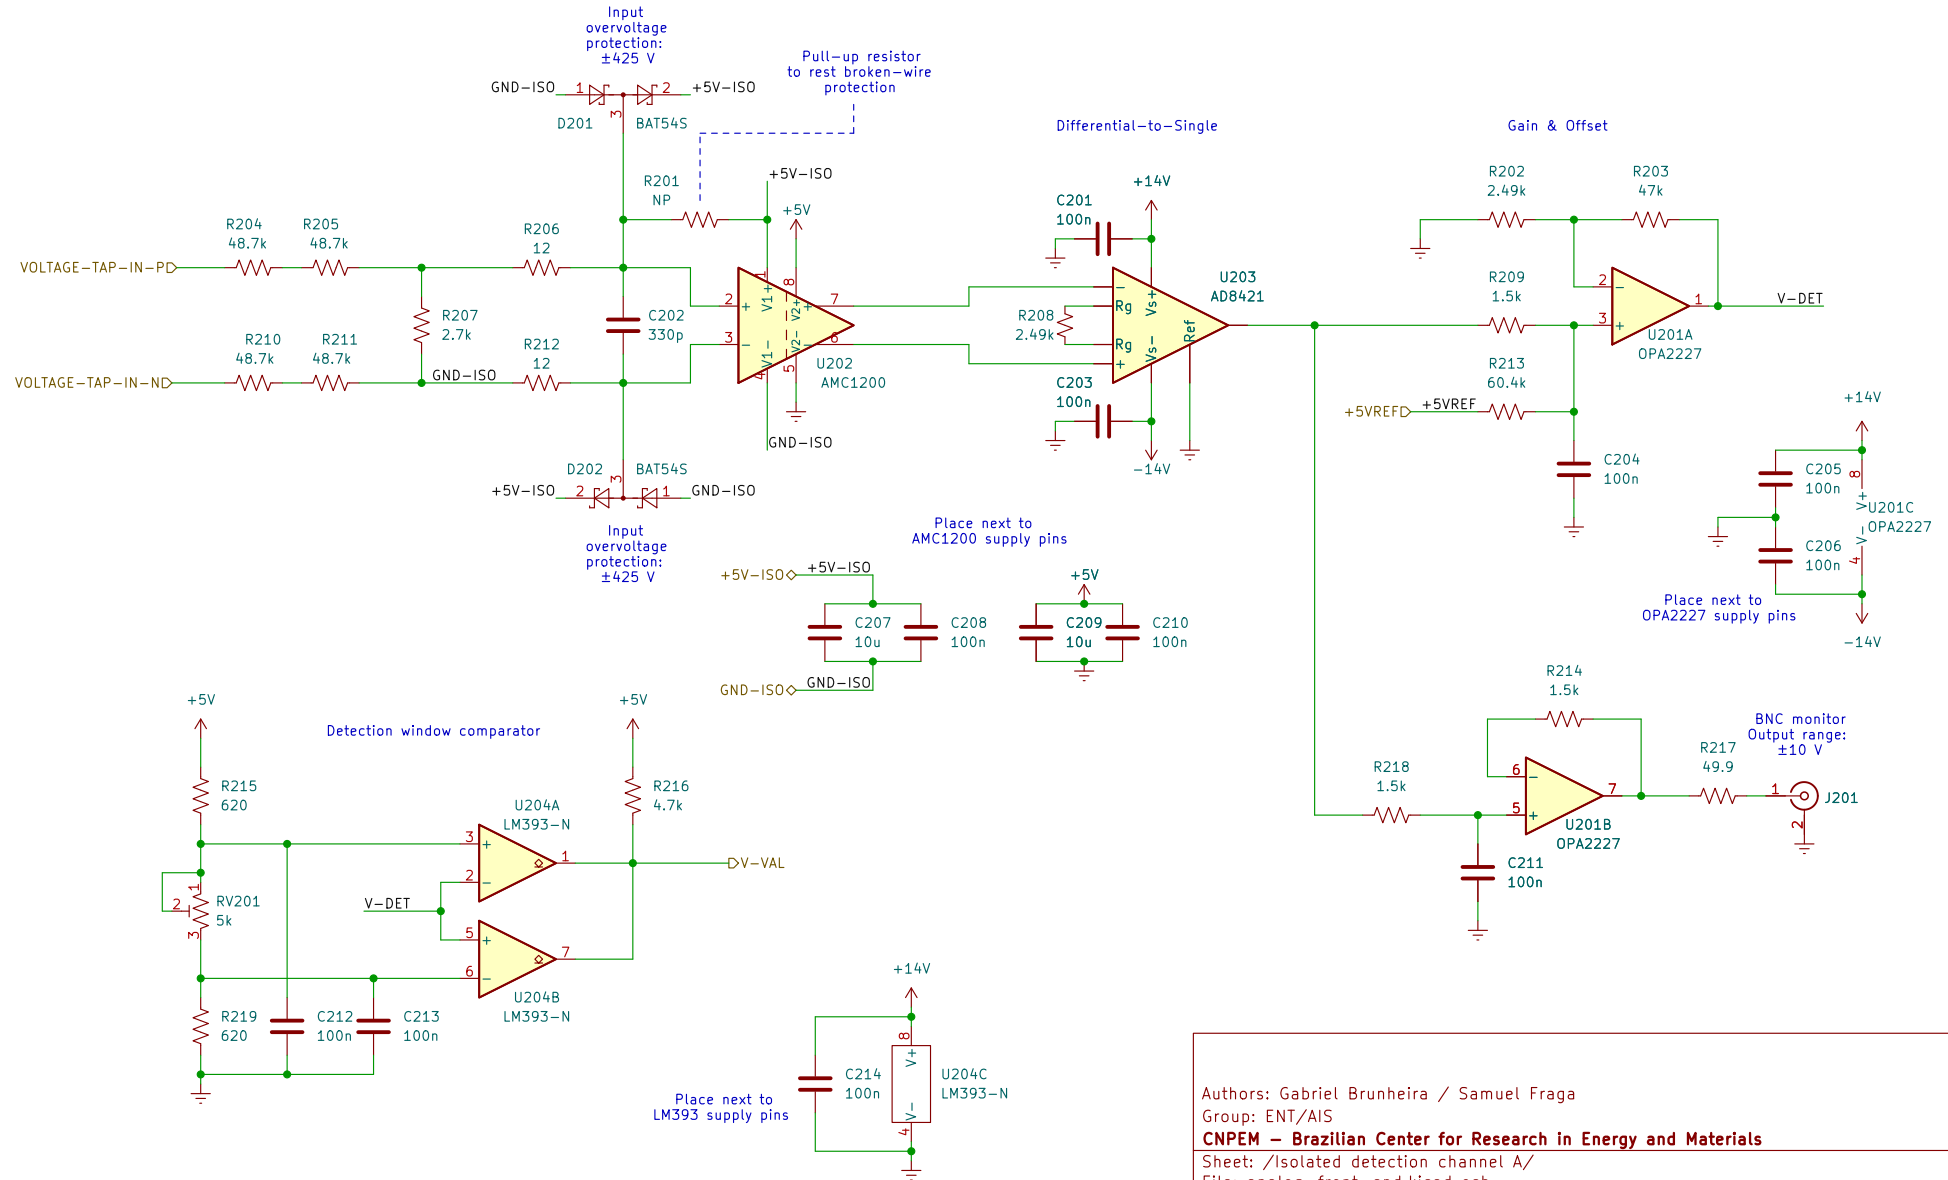 Input
overvoltage
protection:
±425 V
Pull-up resistor
to rest broken-wire
protection
GND-ISO
1
2
+5V-ISO
3
D201
BAT54S
Differential-to-Single
Gain & Offset
R201
NP
+5V-ISO
+5V
+14V
C201
100n
R202
2.49k
R203
47k
R204
48.7k
R205
48.7k
R206
12
VOLTAGE-TAP-IN-P
R207
2.7k
C202
330p
R210
48.7k
R211
48.7k
R212
12
VOLTAGE-TAP-IN-N
GND-ISO
1
8
2
+
V1+
V2+
7
3
-
V1-
V2-
6
4
5
U202
AMC1200
GND-ISO
U203
AD8421
-
Rg
Vs+
R208
2.49k
Rg
Vs-
Ref
+
C203
100n
-14V
R209
1.5k
2
-
1
3
+
U201A
OPA2227
V-DET
R213
60.4k
+5VREF
+5VREF
C204
100n
+14V
C205
100n
8
V+
U201C
OPA2227
V-
4
C206
100n
-14V
Place next to
OPA2227 supply pins
D202
BAT54S
3
+5V-ISO
2
1
GND-ISO
Input
overvoltage
protection:
±425 V
Place next to
AMC1200 supply pins
+5V-ISO
+5V-ISO
+5V
C207
10u
C208
100n
C209
10u
C210
100n
GND-ISO
GND-ISO
+5V
Detection window comparator
+5V
R215
620
R216
4.7k
U204A
LM393-N
3
+
1
2
-
V-VAL
1
2
RV201
5k
3
V-DET
5
+
7
6
-
U204B
LM393-N
R219
620
C212
100n
C213
100n
R214
1.5k
BNC monitor
Output range:
±10 V
R218
1.5k
6
-
7
5
+
U201B
OPA2227
R217
49.9
1
J201
2
C211
100n
+14V
8
V+
C214
100n
U204C
LM393-N
V-
4
Place next to
LM393 supply pins
Authors: Gabriel Brunheira / Samuel Fraga
Group: ENT/AIS
CNPEM - Brazilian Center for Research in Energy and Materials
Sheet: /Isolated detection channel A/